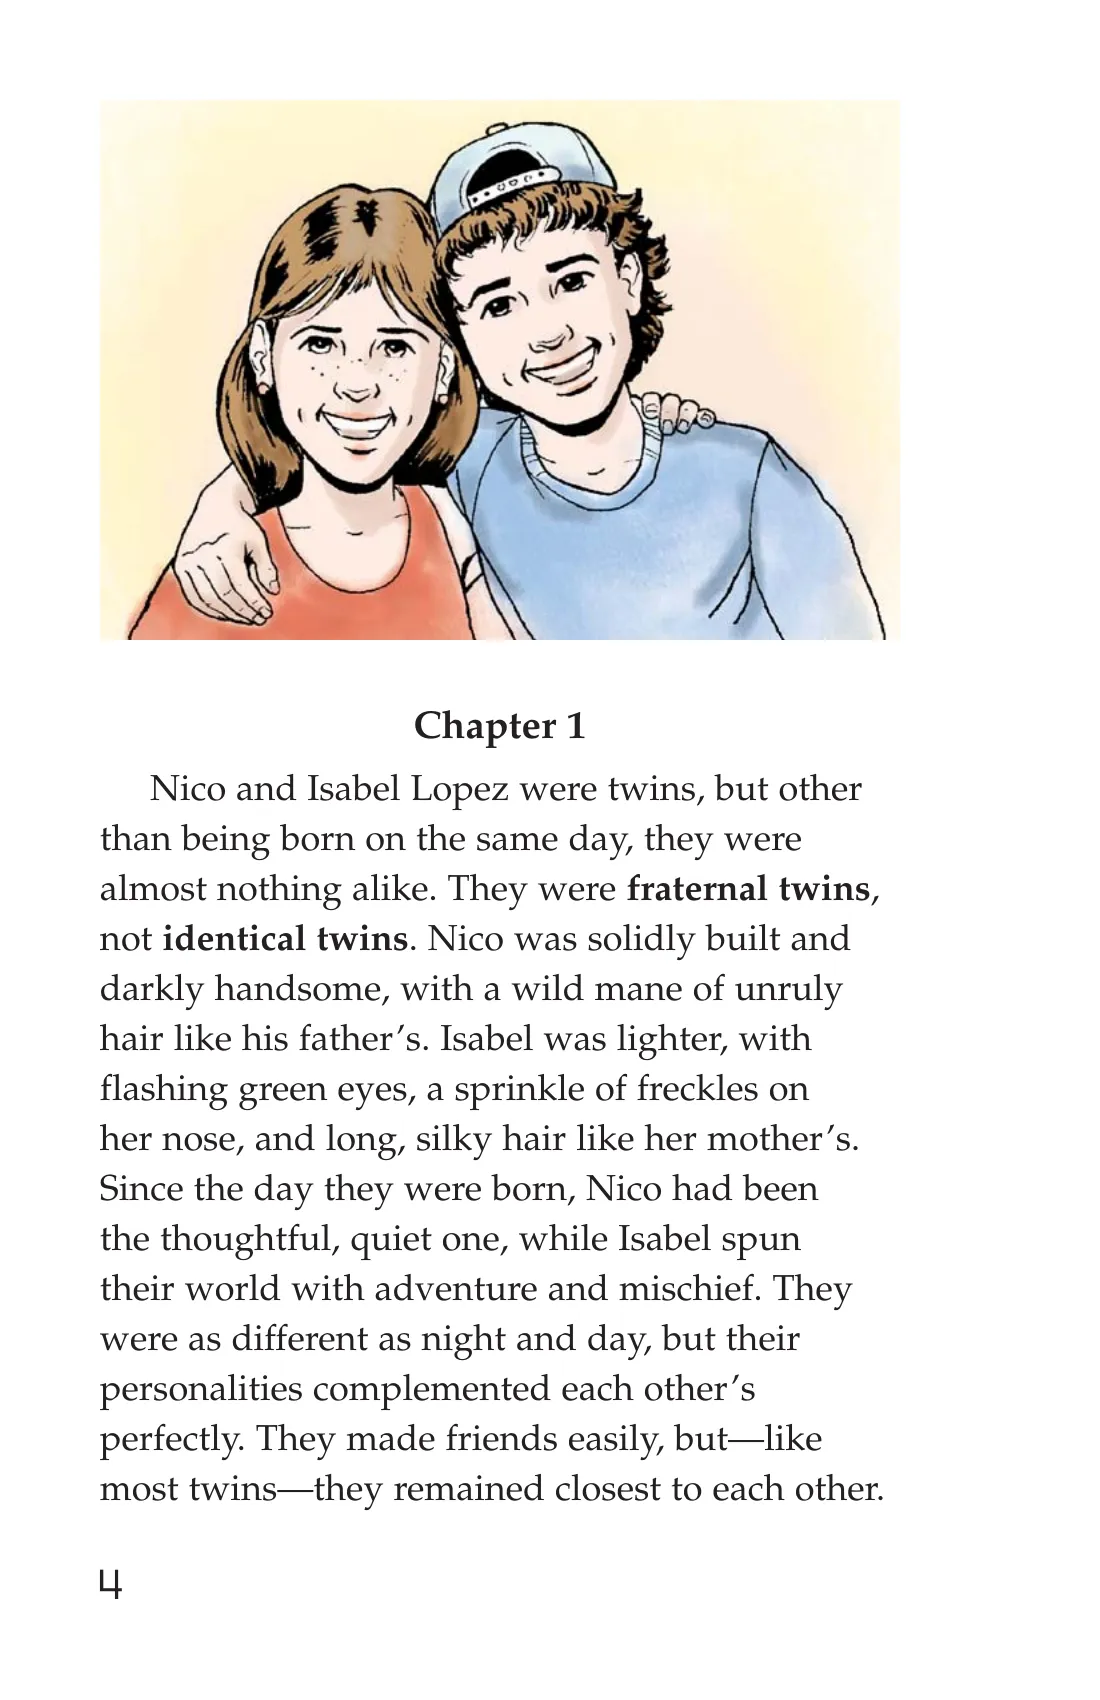 Chapter 1
Nico and Isabel Lopez were twins, but other
than being born on the same day, they were
almost nothing alike. They were fraternal twins,
not identical twins. Nico was solidly built and
darkly handsome, with a wild mane of unruly
hair like his father’s. Isabel was lighter, with
flashing green eyes, a sprinkle of freckles on
her nose, and long, silky hair like her mother’s.
Since the day they were born, Nico had been
the thoughtful, quiet one, while Isabel spun
their world with adventure and mischief. They
were as different as night and day, but their
personalities complemented each other’s
perfectly. They made friends easily, but—like
most twins—they remained closest to each other.
4